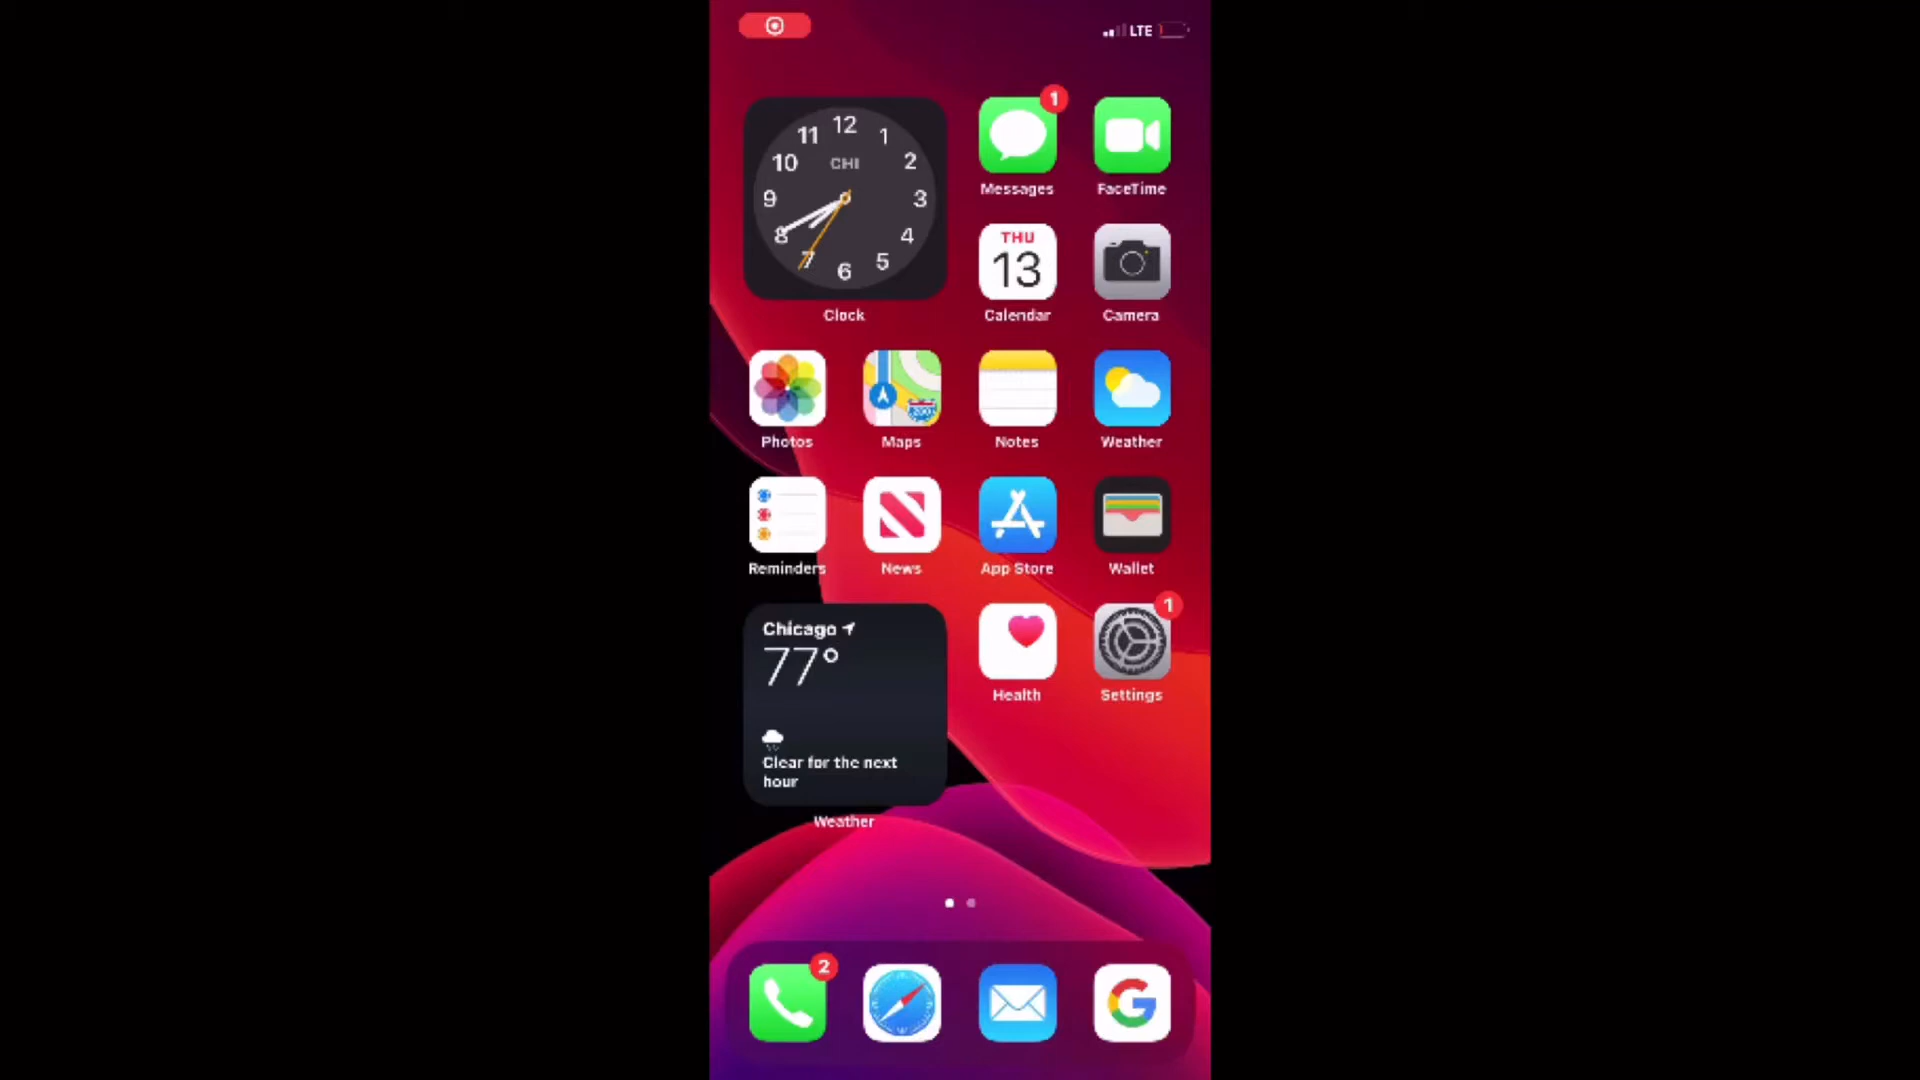 LTE
12
11
1
10
CHI
2
9
3
8
4
7
5
6
Clock
1
Messages
FaceTime
THU
13
Calendar
Camera
Photos
Maps
Notes
Weather
Reminders
News
App Store
Wallet
Chicago
77°
Clear for the next
hour
Weather
Health
1
Settings
2